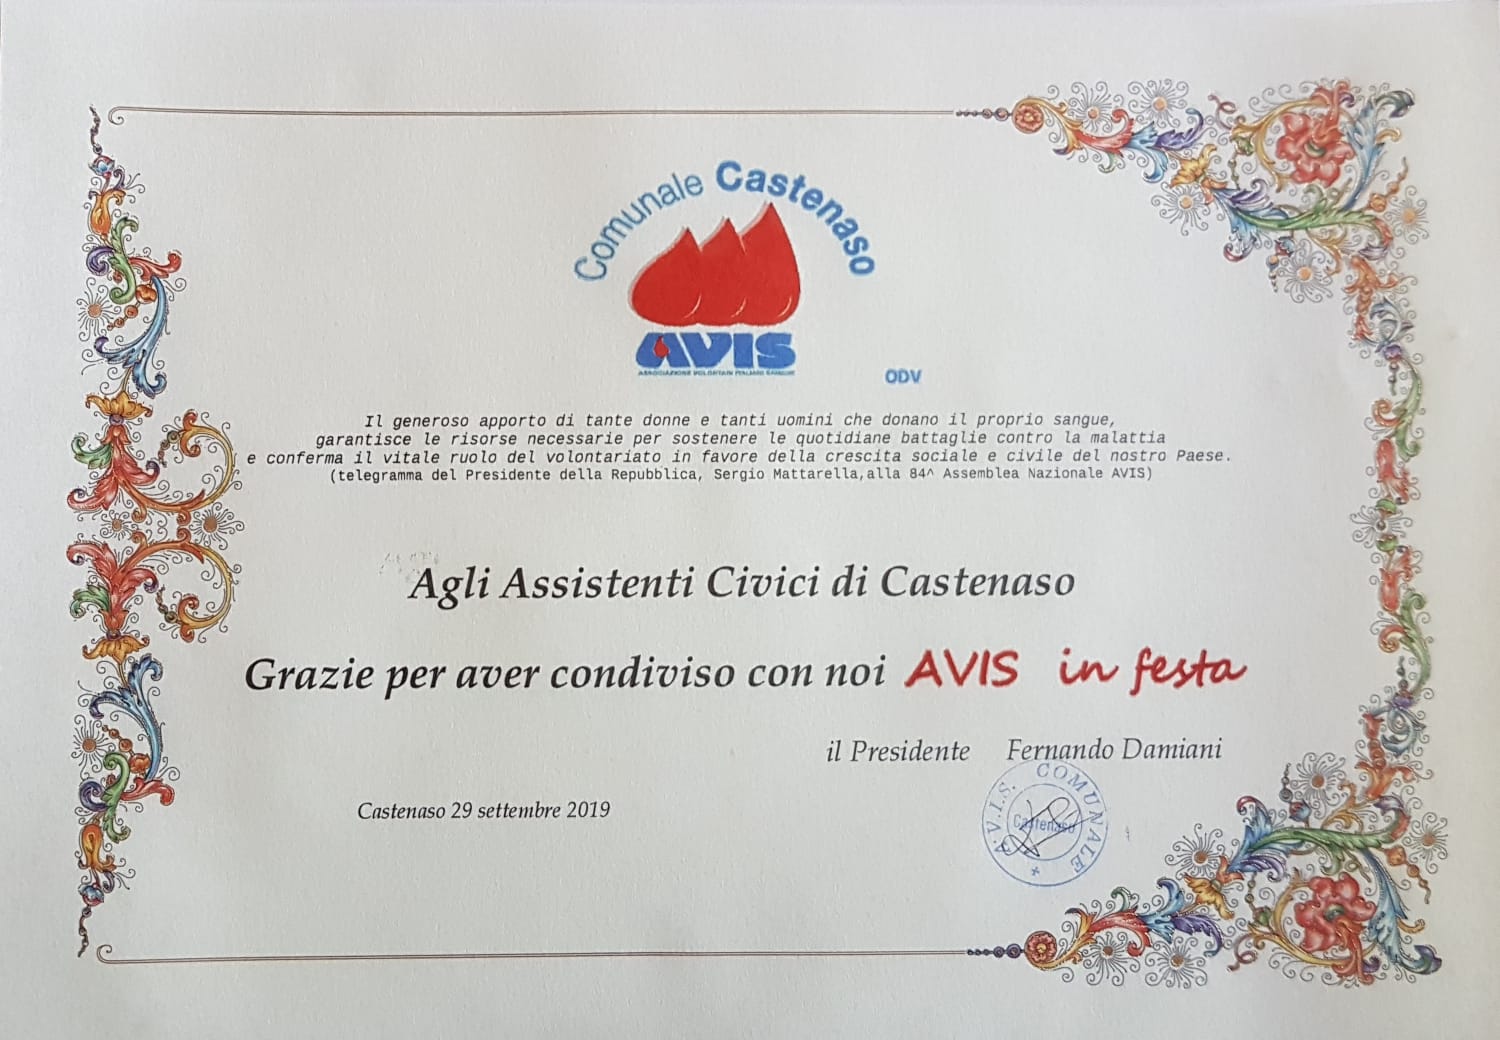 Comunale Castenaso
AVIS
ASSOCIAZIONE VOLONTARI ITALIANI SANGUE
ODV
Il generoso apporto di tante donne e tanti uomini che donano il proprio sangue,
garantisce le risorse necessarie per sostenere le quotidiane battaglie contro la malattia
e conferma il vitale ruolo del volontariato in favore della crescita sociale e civile del nostro Paese.
(telegramma del Presidente della Repubblica, Sergio Mattarella,alla 84^ Assemblea Nazionale AVIS)
Agli Assistenti Civici di Castenaso
Grazie per aver condiviso con noi AVIS in festa
il Presidente Fernando Damiani
Castenaso 29 settembre 2019
A.V.I.S. COMUNALE
Castenaso